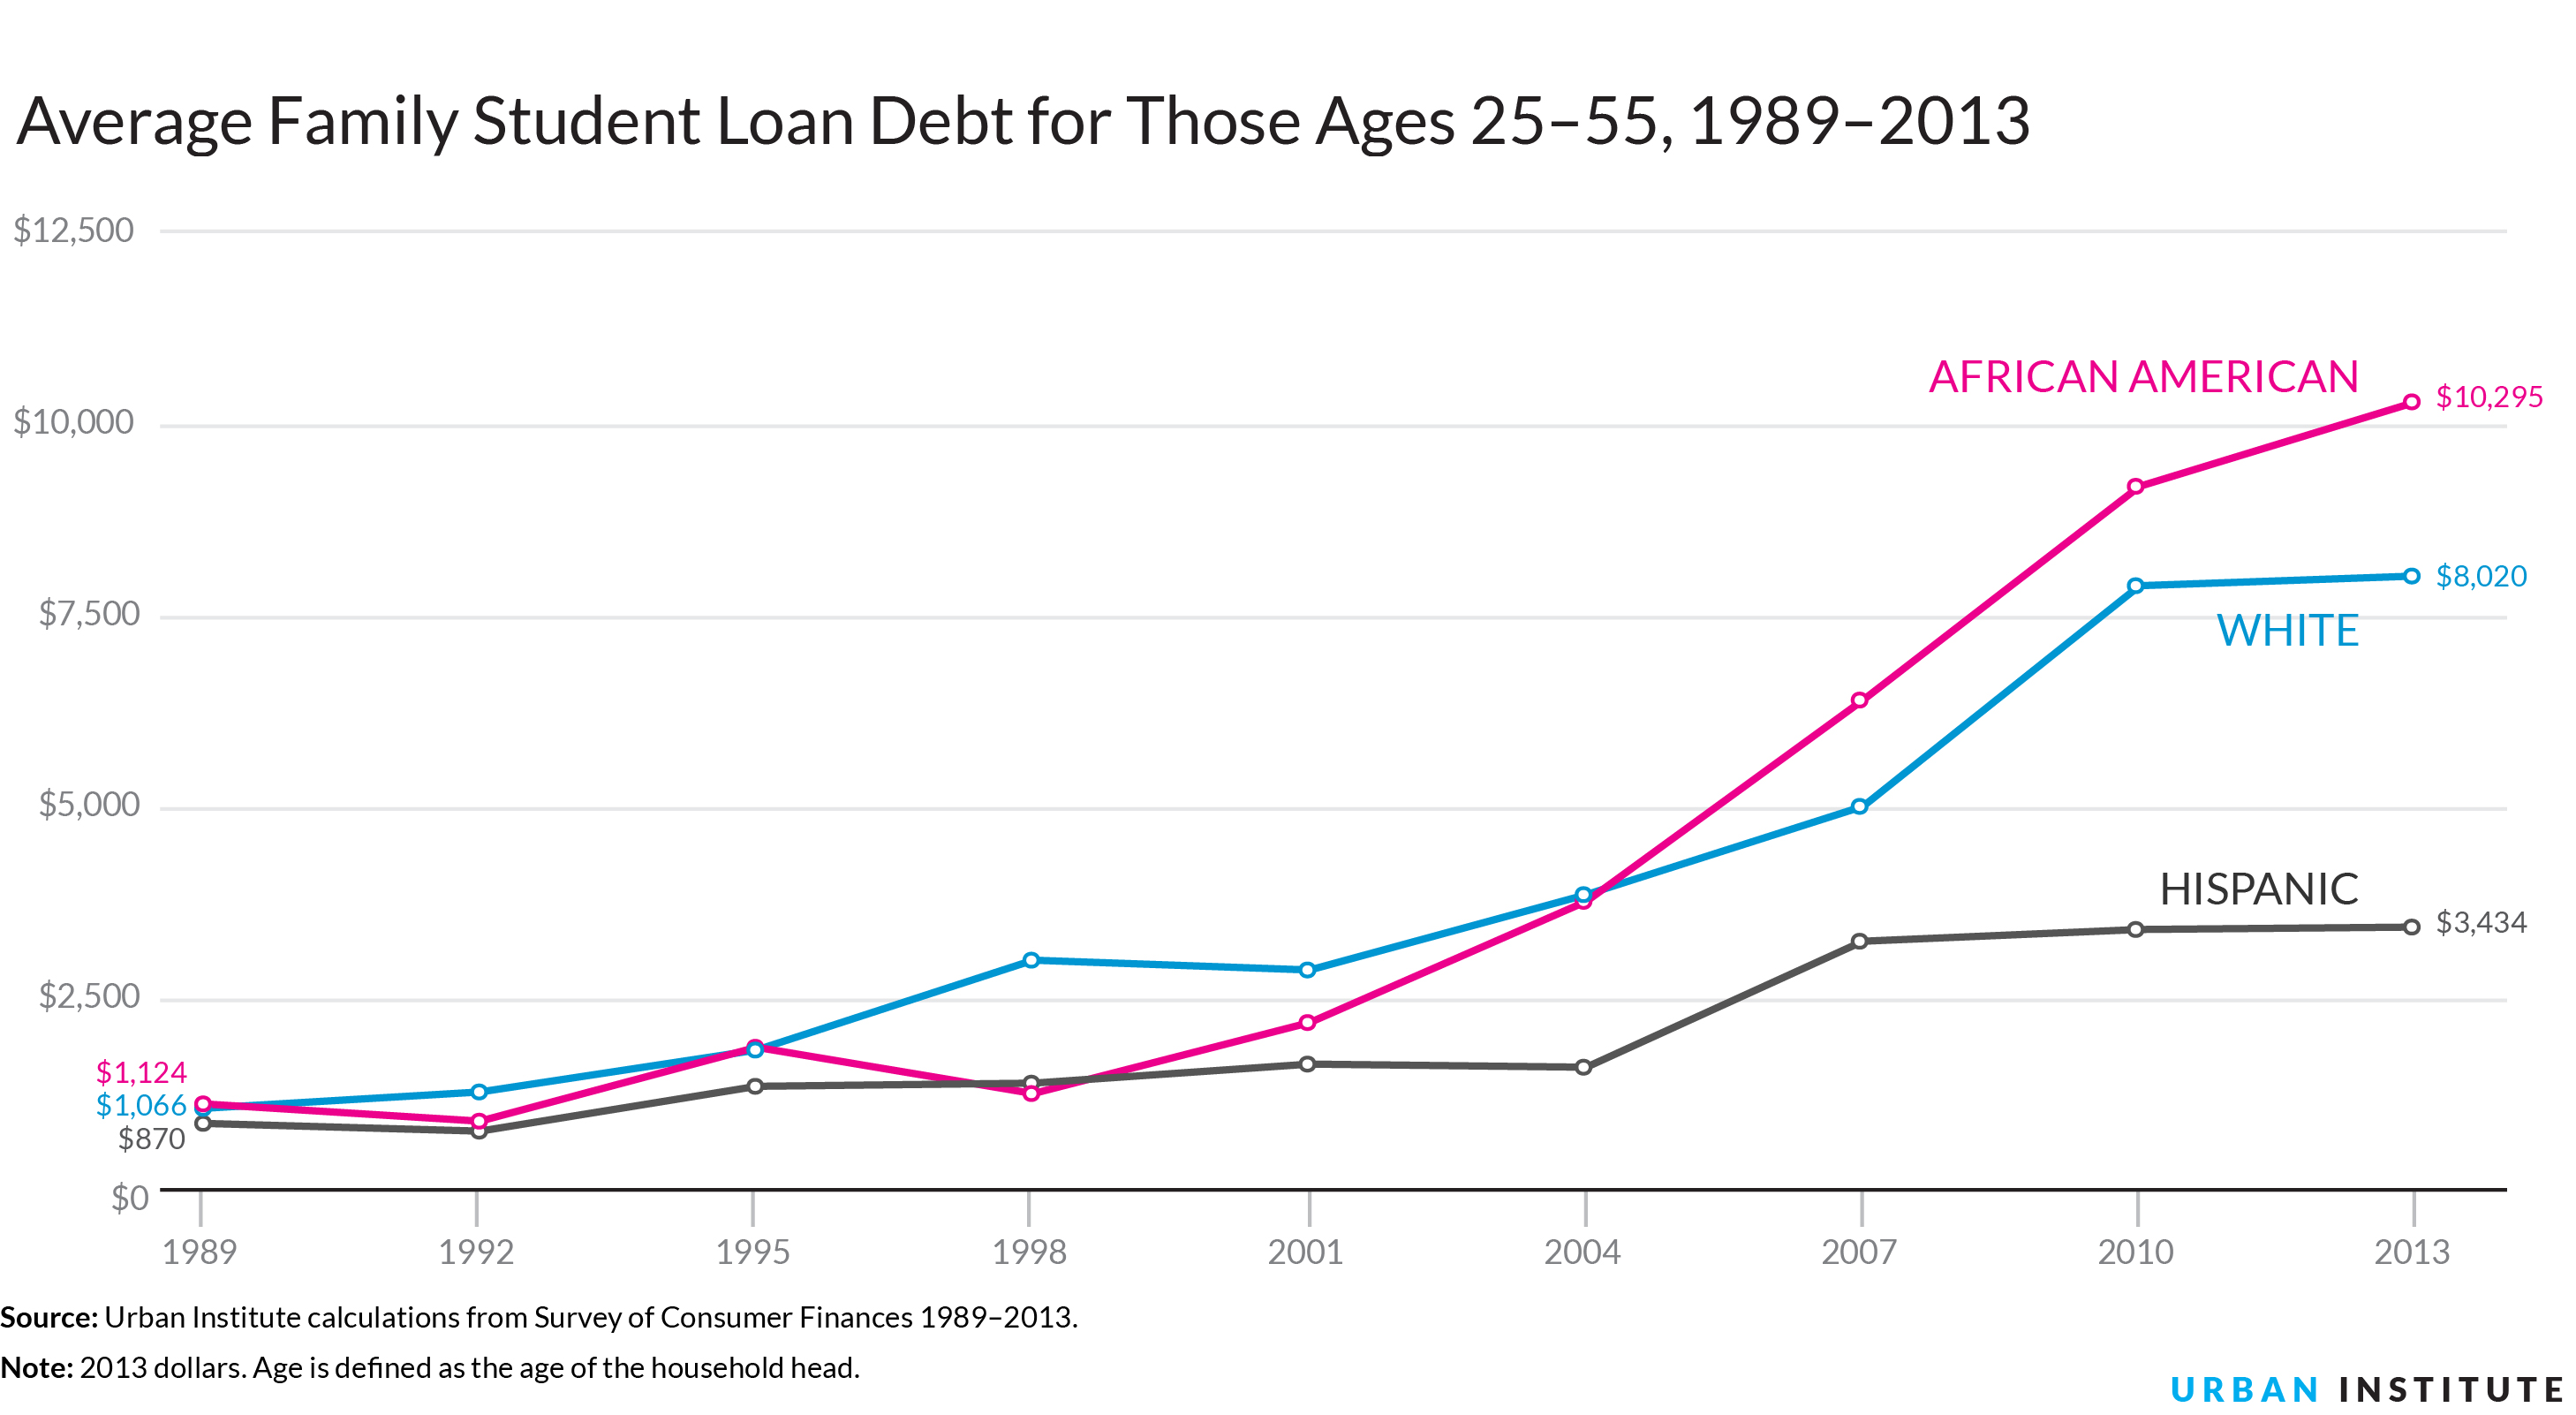 Average Family Student Loan Debt for Those Ages 25–55, 1989–2013
$12,500
$10,000
$7,500
$5,000
$2,500
$0
AFRICAN AMERICAN
$10,295
WHITE
$8,020
HISPANIC
$3,434
$1,124
$1,066
$870
1989 1992 1995 1998 2001 2004 2007 2010 2013
Source: Urban Institute calculations from Survey of Consumer Finances 1989–2013.
Note: 2013 dollars. Age is defined as the age of the household head.
URBAN INSTITUTE